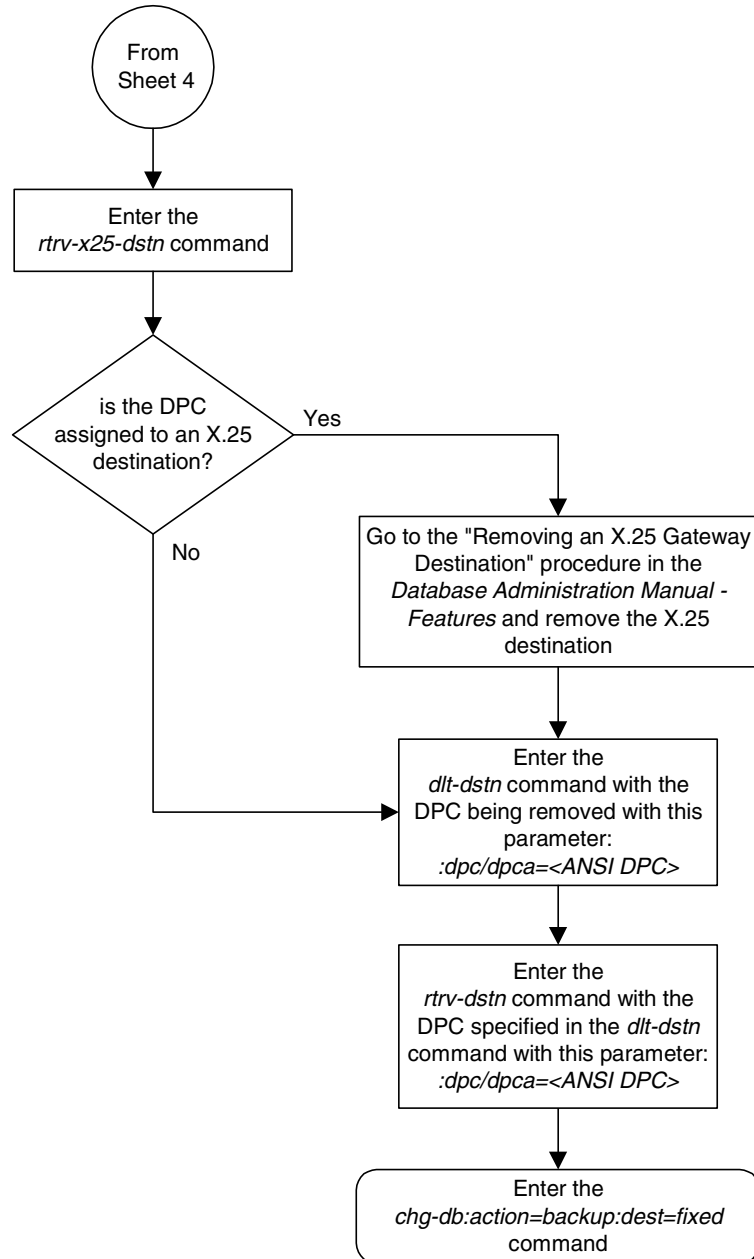 From
Sheet 4
Enter the
rtrv-x25-dstn command
is the DPC
assigned to an X.25
destination?
Yes
No
Go to the "Removing an X.25 Gateway
Destination" procedure in the
Database Administration Manual -
Features and remove the X.25
destination
Enter the
dlt-dstn command with the
DPC being removed with this
parameter:
:dpc/dpca=<ANSI DPC>
Enter the
rtrv-dstn command with the
DPC specified in the dlt-dstn
command with this parameter:
:dpc/dpca=<ANSI DPC>
Enter the
chg-db:action=backup:dest=fixed
command